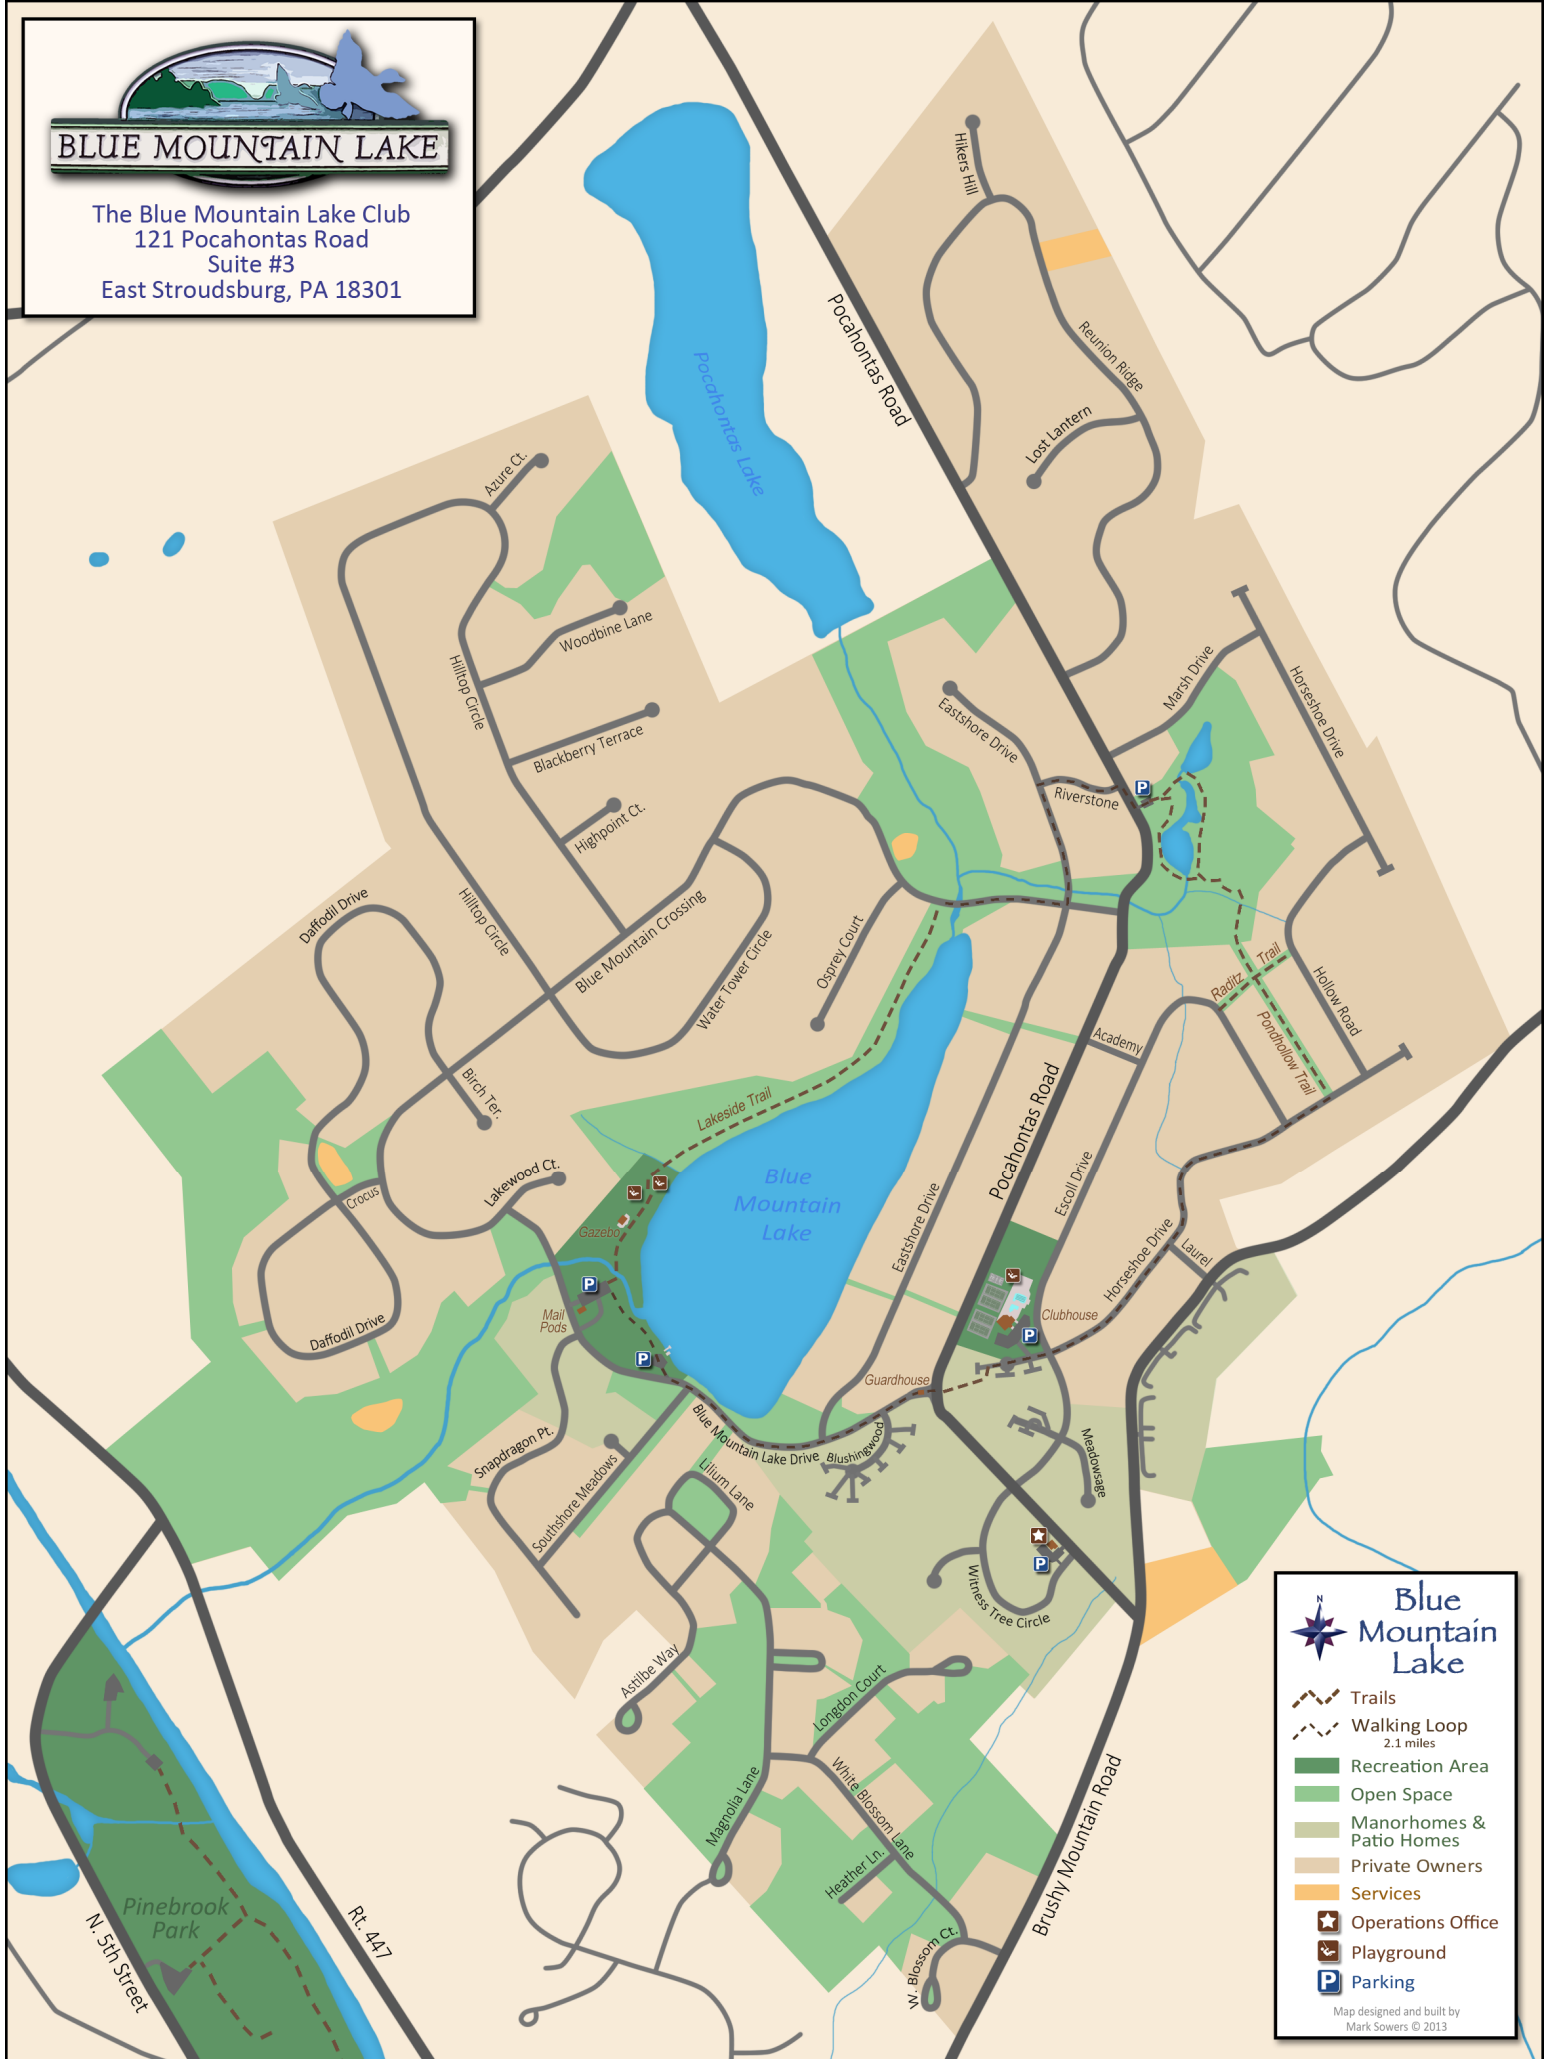 BLUE MOUNTAIN LAKE
The Blue Mountain Lake Club
121 Pocahontas Road
Suite #3
East Stroudsburg, PA 18301
Hikers Hill
Pocahontas Road
Reunion Ridge
Pocahontas Lake
Lost Lantern
Azure Ct.
Woodbine Lane
Hilltop Circle
Marsh Drive
Horseshoe Drive
Eastshore Drive
Blackberry Terrace
Riverstone
Highpoint Ct.
Daffodil Drive
Hilltop Circle
Blue Mountain Crossing
Water Tower Circle
Osprey Court
Raditz Trail
Hollow Road
Pondhollow Trail
Academy
Birch Ter.
Lakeside Trail
Pocahontas Road
Lakewood Ct.
Crocus
Blue
Mountain
Lake
Escoll Drive
Eastshore Drive
Gazebo
Horseshoe Drive
Laurel
Mail
Pods
Clubhouse
Daffodil Drive
Guardhouse
Blue Mountain Lake Drive
Blushingwood
Meadowsage
Snapdragon Pt.
Southshore Meadows
Lilium Lane
Witness Tree Circle
Astilbe Way
Longdon Court
Magnolia Lane
White Blossom Lane
Heather Ln.
W. Blossom Ct.
Brushy Mountain Road
Pinebrook
Park
N. 5th Street
Rt. 447
N
Blue
Mountain
Lake
Trails
Walking Loop
2.1 miles
Recreation Area
Open Space
Manorhomes &
Patio Homes
Private Owners
Services
Operations Office
Playground
P Parking
Map designed and built by
Mark Sowers © 2013
P
P
P
P
P